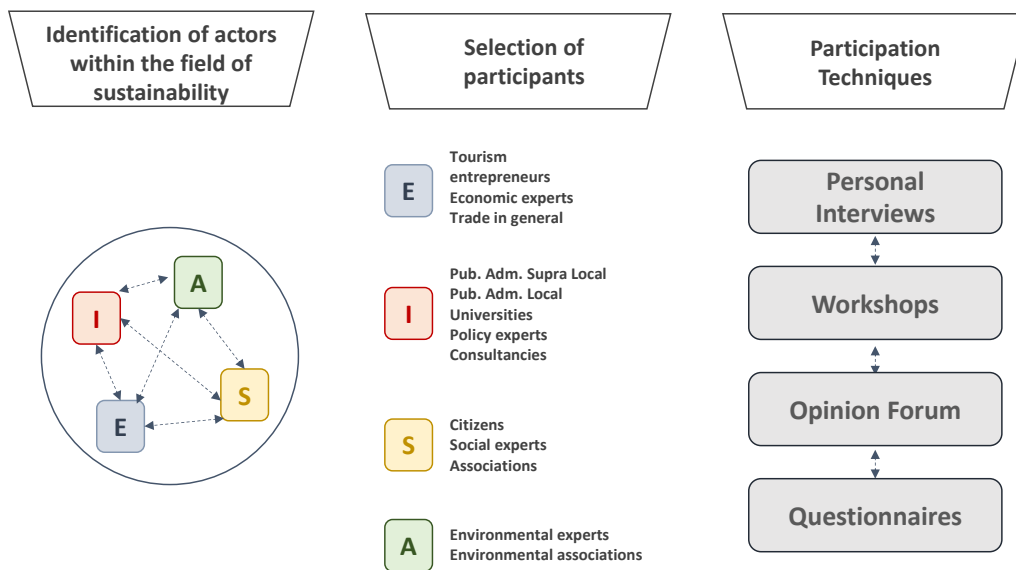 Identification of actors
within the field of
sustainability
Selection of
participants
Participation
Techniques
A
I
S
E
E
Tourism
entrepreneurs
Economic experts
Trade in general
I
Pub. Adm. Supra Local
Pub. Adm. Local
Universities
Policy experts
Consultancies
S
Citizens
Social experts
Associations
A
Environmental experts
Environmental associations
Personal
Interviews
Workshops
Opinion Forum
Questionnaires